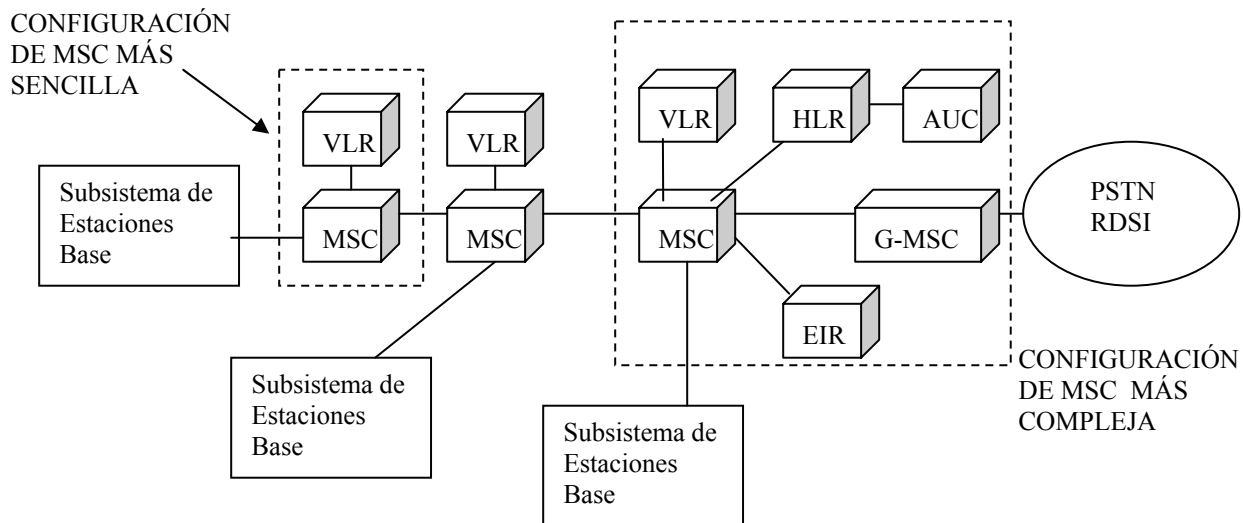 CONFIGURACIÓN
DE MSC MÁS
SENCILLA
VLR
VLR
VLR
HLR
AUC
Subsistema de
Estaciones
Base
MSC
MSC
MSC
G-MSC
PSTN
RDSI
EIR
Subsistema de
Estaciones
Base
Subsistema de
Estaciones
Base
CONFIGURACIÓN
DE MSC MÁS
COMPLEJA